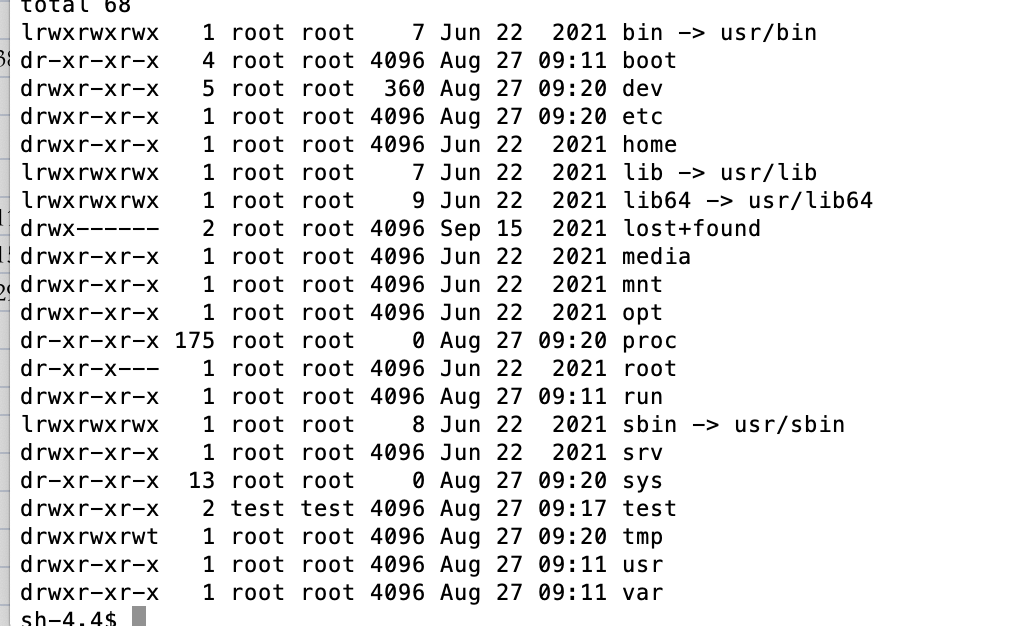 total 68
lrwxrwxrwx   1 root root    7 Jun 22  2021 bin -> usr/bin
dr-xr-xr-x   4 root root 4096 Aug 27 09:11 boot
drwxr-xr-x   5 root root  360 Aug 27 09:20 dev
drwxr-xr-x   1 root root 4096 Aug 27 09:20 etc
drwxr-xr-x   1 root root 4096 Jun 22  2021 home
lrwxrwxrwx   1 root root    7 Jun 22  2021 lib -> usr/lib
lrwxrwxrwx   1 root root    9 Jun 22  2021 lib64 -> usr/lib64
drwx------   2 root root 4096 Sep 15  2021 lost+found
drwxr-xr-x   1 root root 4096 Jun 22  2021 media
drwxr-xr-x   1 root root 4096 Jun 22  2021 mnt
drwxr-xr-x   1 root root 4096 Jun 22  2021 opt
dr-xr-xr-x 175 root root    0 Aug 27 09:20 proc
dr-xr-x---   1 root root 4096 Jun 22  2021 root
drwxr-xr-x   1 root root 4096 Aug 27 09:11 run
lrwxrwxrwx   1 root root    8 Jun 22  2021 sbin -> usr/sbin
drwxr-xr-x   1 root root 4096 Jun 22  2021 srv
dr-xr-xr-x  13 root root    0 Aug 27 09:20 sys
drwxr-xr-x   2 test test 4096 Aug 27 09:17 test
drwxrwxrwt   1 root root 4096 Aug 27 09:20 tmp
drwxr-xr-x   1 root root 4096 Aug 27 09:11 usr
drwxr-xr-x   1 root root 4096 Aug 27 09:11 var
sh-4.4$